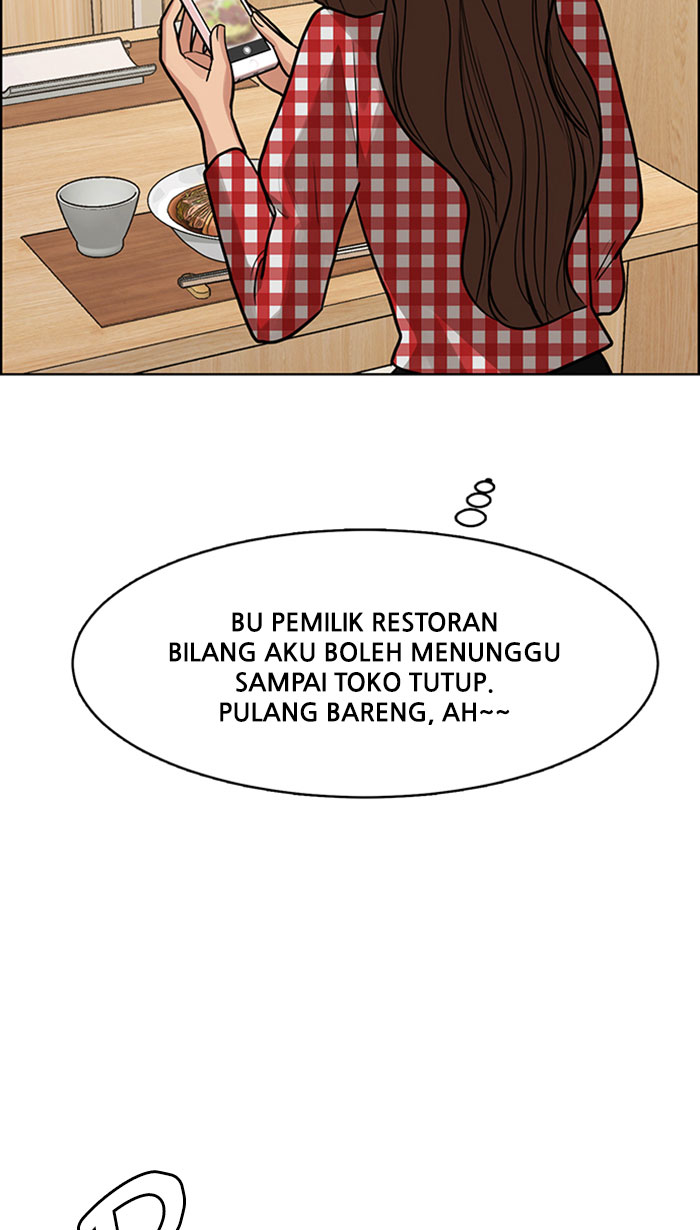 BU PEMILIK RESTORAN
BILANG AKU BOLEH MENUNGGU
SAMPAI TOKO TUTUP.
PULANG BARENG, AH~~